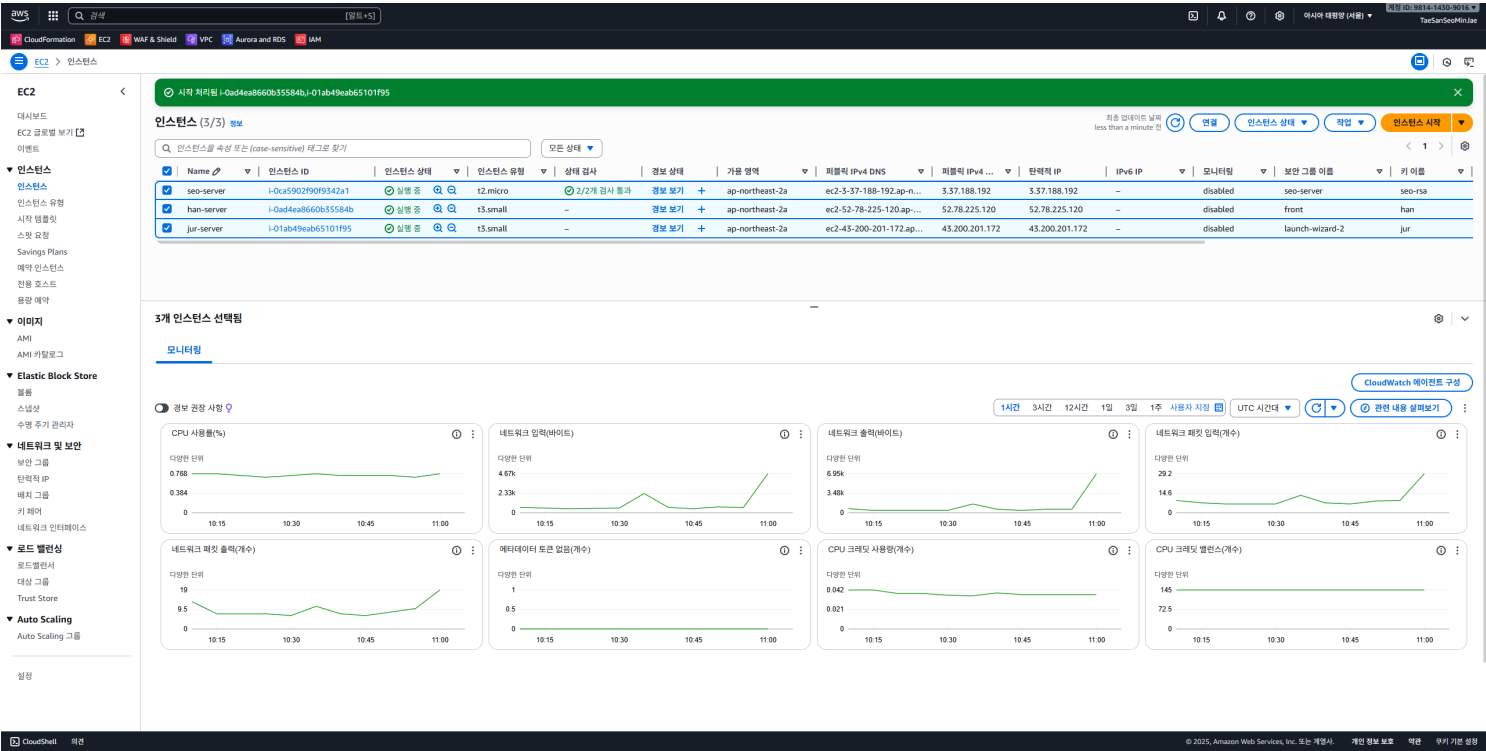 aws 검색 [알트+S] 아시아 태평양 (서울) ▼ 계정 ID: 9814-1430-9016 ▼
TaeSanSeoMinJae
CloudFormation EC2 WAF & Shield VPC Aurora and RDS IAM
EC2 > 인스턴스
EC2
대시보드
EC2 글로벌 보기
이벤트
▼ 인스턴스
인스턴스
인스턴스 유형
시작 템플릿
스팟 요청
Savings Plans
예약 인스턴스
전용 호스트
용량 예약
▼ 이미지
AMI
AMI 카탈로그
▼ Elastic Block Store
볼륨
스냅샷
수명 주기 관리자
▼ 네트워크 및 보안
보안 그룹
탄력적 IP
배치 그룹
키 페어
네트워크 인터페이스
▼ 로드 밸런싱
로드밸런서
대상 그룹
Trust Store
▼ Auto Scaling
Auto Scaling 그룹
설정
시작 처리됨 i-0ad4ea8660b35584b,i-01ab49eab65101f95
인스턴스 (3/3) 정보
최종 업데이트 날짜
less than a minute 전
연결 인스턴스 상태 ▼ 작업 ▼ 인스턴스 시작 ▼
인스턴스를 속성 또는 (case-sensitive) 태그로 찾기 모든 상태 ▼ < 1 >
Name 인스턴스 ID 인스턴스 상태 인스턴스 유형 상태 검사 경보 상태 가용 영역 퍼블릭 IPv4 DNS 퍼블릭 IPv4 ... 탄력적 IP IPv6 IP 모니터링 보안 그룹 이름 키 이름
seo-server i-0ca5902f90f9342a1 실행 중 t2.micro 2/2개 검사 통과 경보 보기 + ap-northeast-2a ec2-3-37-188-192.ap-n... 3.37.188.192 3.37.188.192 – disabled seo-server seo-rsa
han-server i-0ad4ea8660b35584b 실행 중 t3.small – 경보 보기 + ap-northeast-2a ec2-52-78-225-120.ap-... 52.78.225.120 52.78.225.120 – disabled front han
jur-server i-01ab49eab65101f95 실행 중 t3.small – 경보 보기 + ap-northeast-2a ec2-43-200-201-172.ap... 43.200.201.172 43.200.201.172 – disabled launch-wizard-2 jur
3개 인스턴스 선택됨
모니터링
CloudWatch 에이전트 구성
경보 권장 사항 1시간 3시간 12시간 1일 3일 1주 사용자 지정 UTC 시간대 ▼ 관련 내용 살펴보기
CPU 사용률(%)
다양한 단위
0.768
0.384
0
10:15 10:30 10:45 11:00
네트워크 입력(바이트)
다양한 단위
4.67k
2.33k
0
10:15 10:30 10:45 11:00
네트워크 출력(바이트)
다양한 단위
6.95k
3.48k
0
10:15 10:30 10:45 11:00
네트워크 패킷 입력(개수)
다양한 단위
29.2
14.6
0
10:15 10:30 10:45 11:00
네트워크 패킷 출력(개수)
다양한 단위
19
9.5
0
10:15 10:30 10:45 11:00
메타데이터 토큰 없음(개수)
다양한 단위
1
0.5
0
10:15 10:30 10:45 11:00
CPU 크레딧 사용량(개수)
다양한 단위
0.042
0.021
0
10:15 10:30 10:45 11:00
CPU 크레딧 밸런스(개수)
다양한 단위
145
72.5
0
10:15 10:30 10:45 11:00
CloudShell 의견 © 2025, Amazon Web Services, Inc. 또는 계열사. 개인 정보 보호 약관 쿠키 기본 설정